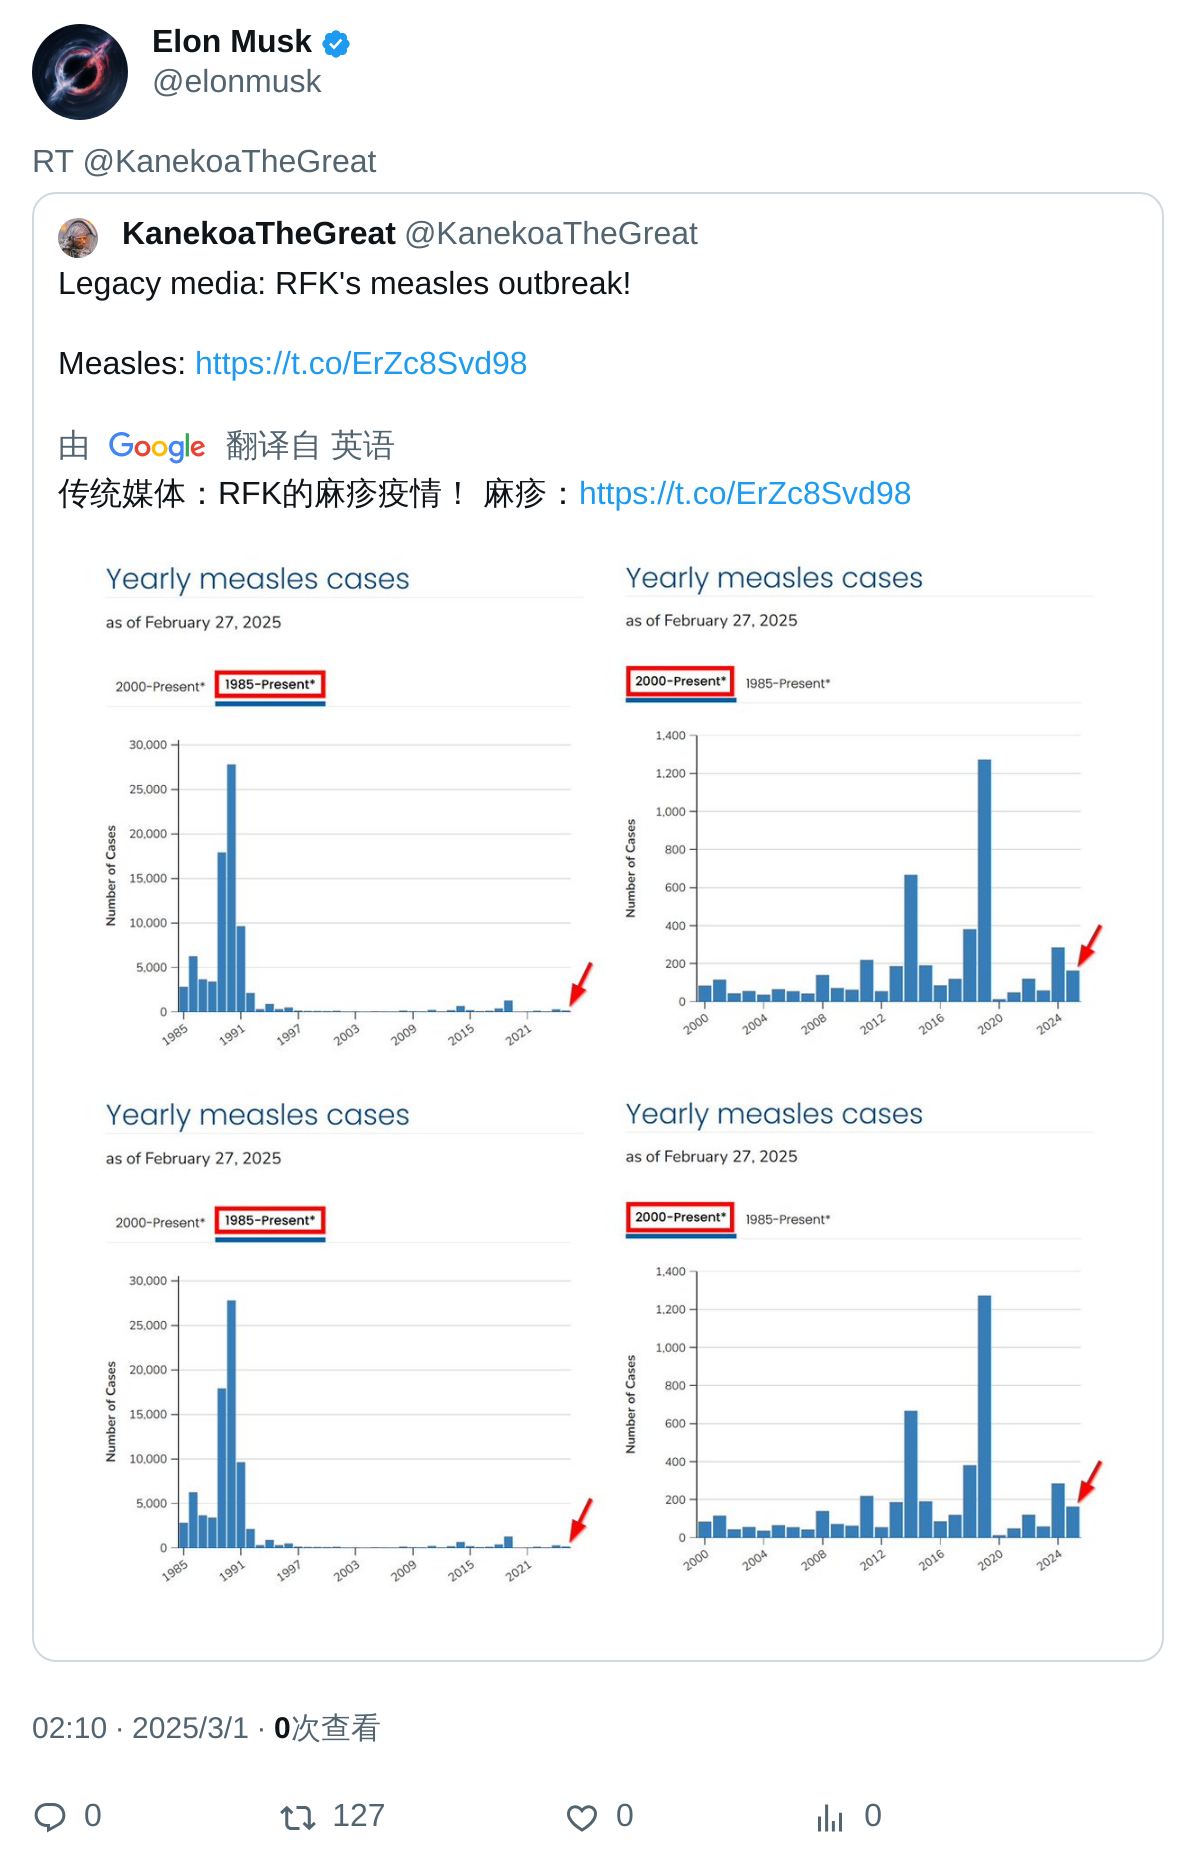 Elon Musk
@elonmusk
RT @KanekoaTheGreat
KanekoaTheGreat @KanekoaTheGreat
Legacy media: RFK's measles outbreak!
Measles: https://t.co/ErZc8Svd98
由 Google 翻译自 英语
传统媒体：RFK的麻疹疫情！ 麻疹：https://t.co/ErZc8Svd98
Yearly measles cases
as of February 27, 2025
2000-Present* 1985-Present*
Number of Cases
30,000
25,000
20,000
15,000
10,000
5,000
0
1985 1991 1997 2003 2009 2015 2021
Yearly measles cases
as of February 27, 2025
2000-Present* 1985-Present*
Number of Cases
1,400
1,200
1,000
800
600
400
200
0
2000 2004 2008 2012 2016 2020 2024
Yearly measles cases
as of February 27, 2025
2000-Present* 1985-Present*
Number of Cases
30,000
25,000
20,000
15,000
10,000
5,000
0
1985 1991 1997 2003 2009 2015 2021
Yearly measles cases
as of February 27, 2025
2000-Present* 1985-Present*
Number of Cases
1,400
1,200
1,000
800
600
400
200
0
2000 2004 2008 2012 2016 2020 2024
02:10 · 2025/3/1 · 0次查看
0 127 0 0